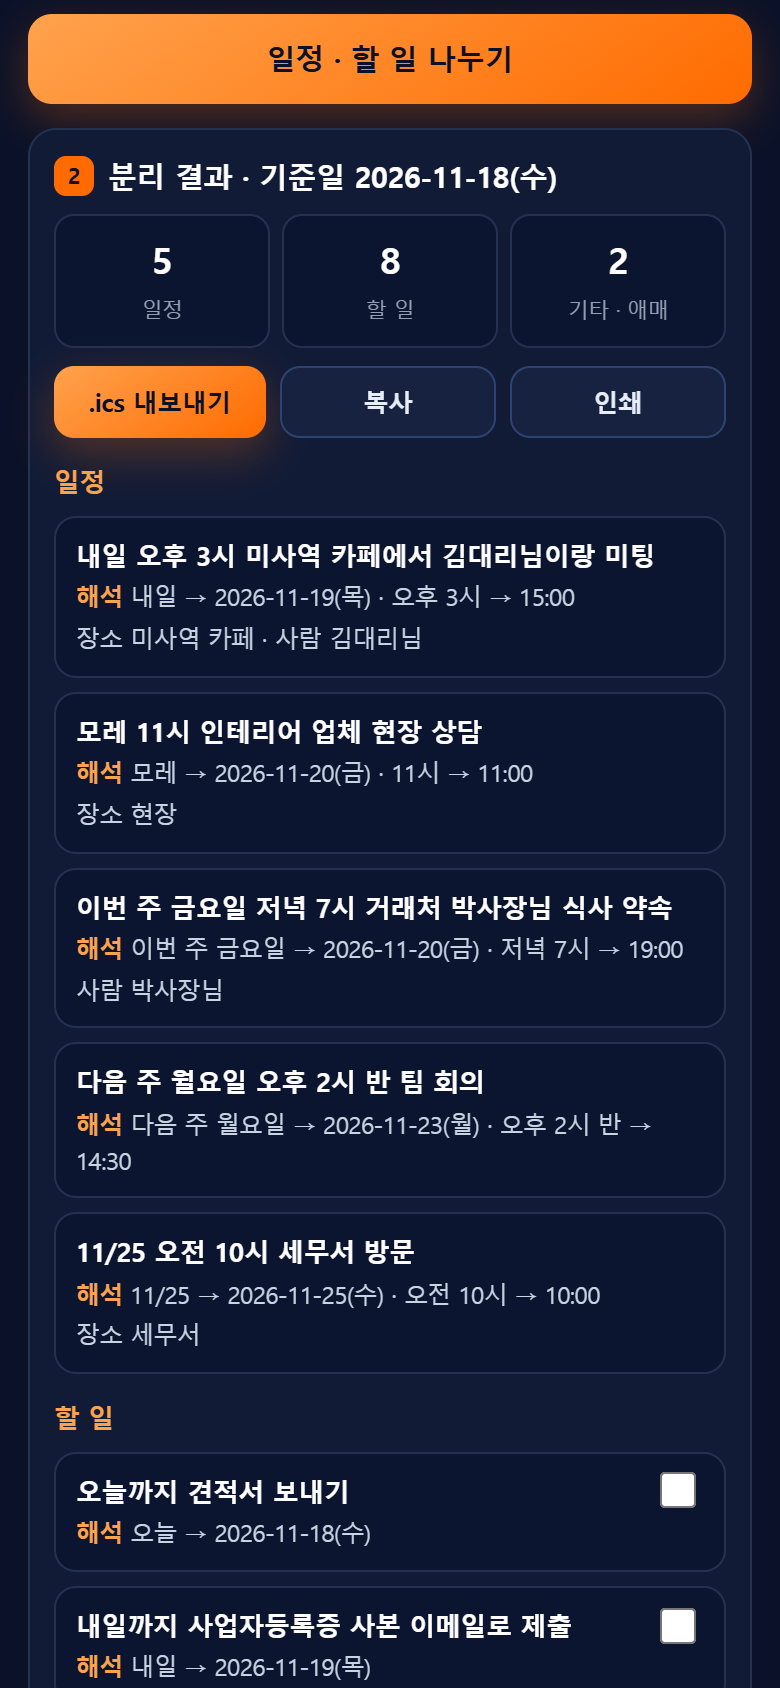 일정 · 할 일 나누기
2 분리 결과 · 기준일 2026-11-18(수)
5 8 2
일정 할 일 기타 · 애매
.ics 내보내기 복사 인쇄
일정
내일 오후 3시 미사역 카페에서 김대리님이랑 미팅
해석 내일 → 2026-11-19(목) · 오후 3시 → 15:00
장소 미사역 카페 · 사람 김대리님
모레 11시 인테리어 업체 현장 상담
해석 모레 → 2026-11-20(금) · 11시 → 11:00
장소 현장
이번 주 금요일 저녁 7시 거래처 박사장님 식사 약속
해석 이번 주 금요일 → 2026-11-20(금) · 저녁 7시 → 19:00
사람 박사장님
다음 주 월요일 오후 2시 반 팀 회의
해석 다음 주 월요일 → 2026-11-23(월) · 오후 2시 반 →
14:30
11/25 오전 10시 세무서 방문
해석 11/25 → 2026-11-25(수) · 오전 10시 → 10:00
장소 세무서
할 일
오늘까지 견적서 보내기
해석 오늘 → 2026-11-18(수)
내일까지 사업자등록증 사본 이메일로 제출
해석 내일 → 2026-11-19(목)